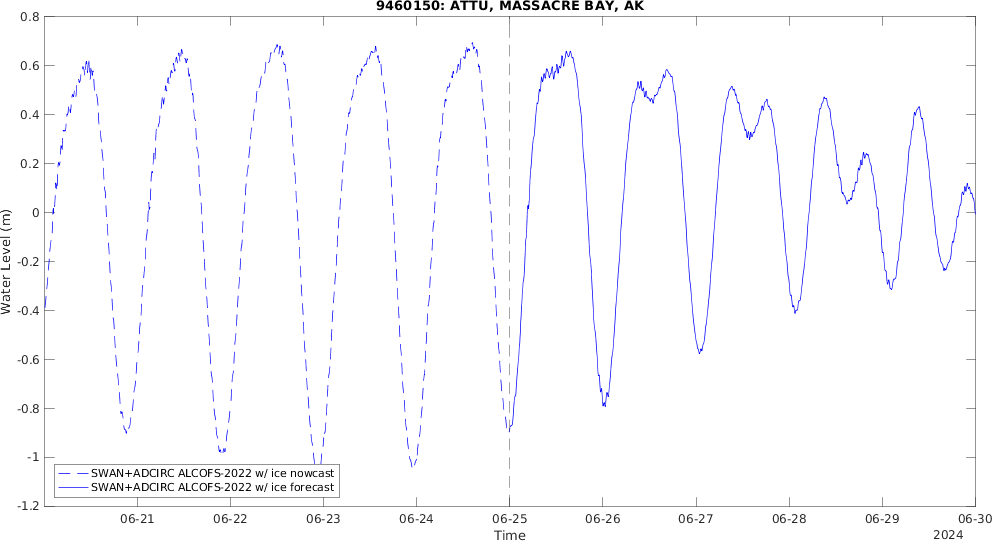 9460150: ATTU, MASSACRE BAY, AK
Water Level (m)
0.8
0.6
0.4
0.2
0
-0.2
-0.4
-0.6
-0.8
-1
-1.2
SWAN+ADCIRC ALCOFS-2022 w/ ice nowcast
SWAN+ADCIRC ALCOFS-2022 w/ ice forecast
06-21 06-22 06-23 06-24 06-25 06-26 06-27 06-28 06-29 06-30
Time
2024